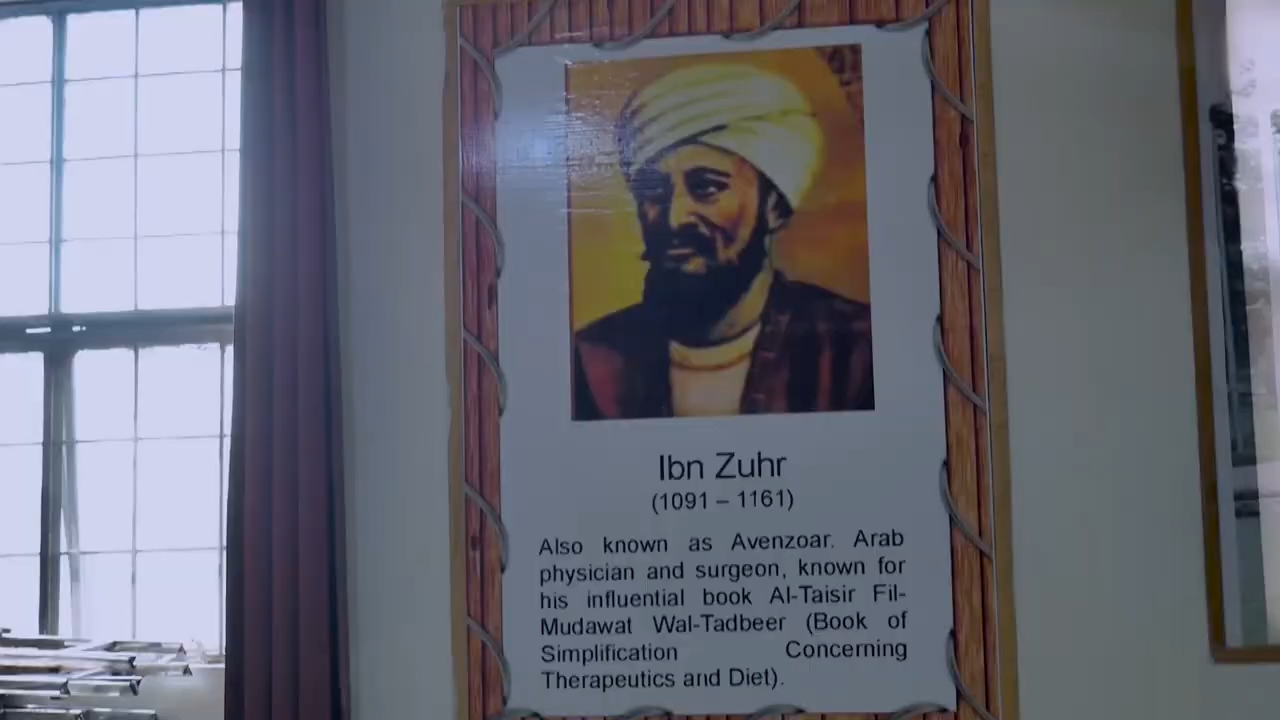 Ibn Zuhr
(1091 – 1161)
Also known as Avenzoar. Arab
physician and surgeon, known for
his influential book Al-Taisir Fil-
Mudawat Wal-Tadbeer (Book of
Simplification Concerning
Therapeutics and Diet).